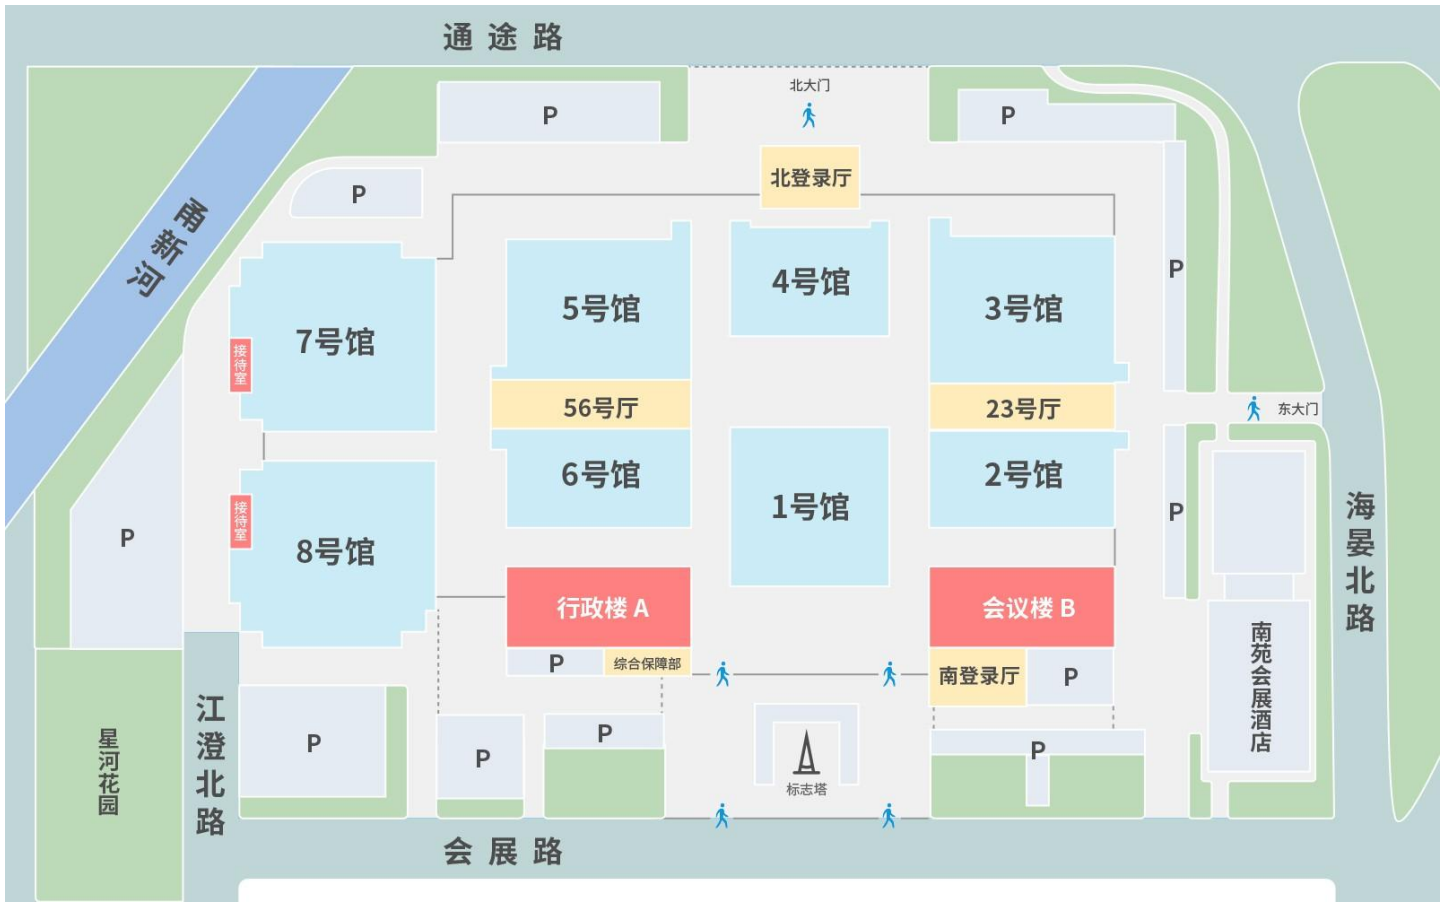 通途路
北大门
P
P
北登录厅
P
甬新河
4号馆
P
5号馆
3号馆
7号馆
接待室
56号厅
23号厅
东大门
6号馆
2号馆
1号馆
接待室
P
P
8号馆
海晏北路
行政楼 A
会议楼 B
P
综合保障部
南登录厅
P
南苑会展酒店
江澄北路
星河花园
P
P
P
P
标志塔
会展路